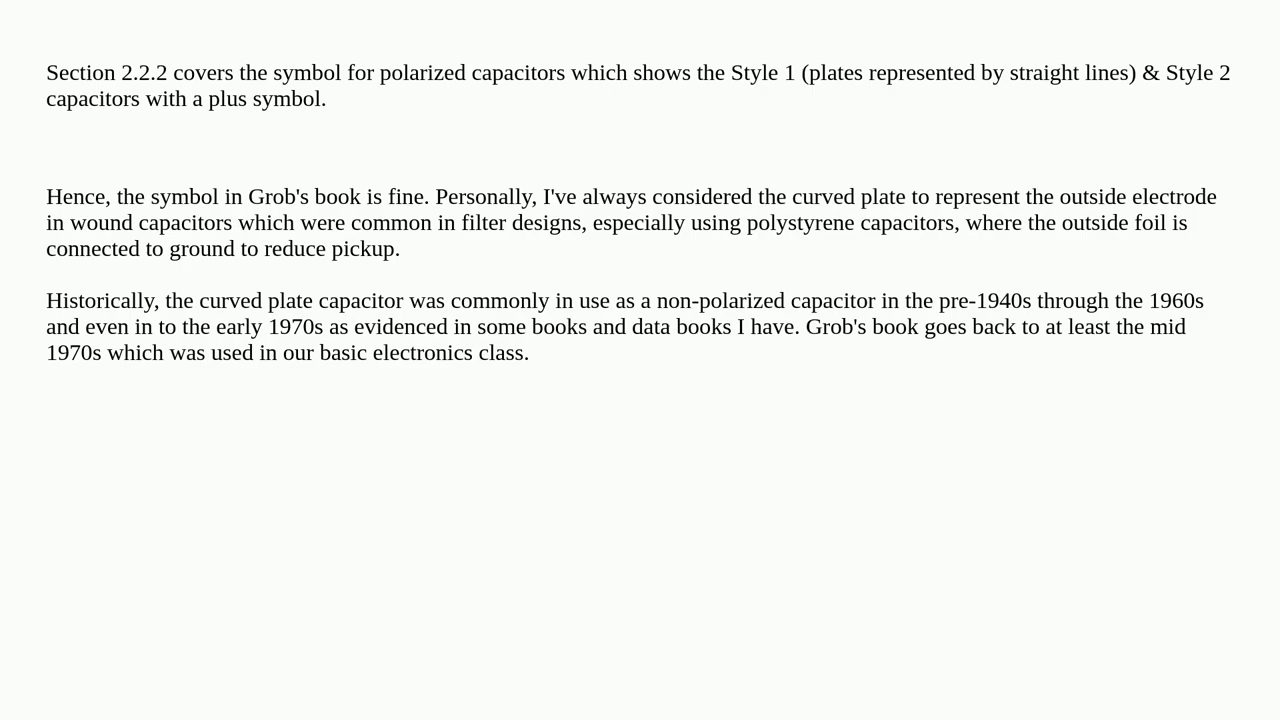 Section 2.2.2 covers the symbol for polarized capacitors which shows the Style 1 (plates represented by straight lines) & Style 2
capacitors with a plus symbol.
Hence, the symbol in Grob's book is fine. Personally, I've always considered the curved plate to represent the outside electrode
in wound capacitors which were common in filter designs, especially using polystyrene capacitors, where the outside foil is
connected to ground to reduce pickup.
Historically, the curved plate capacitor was commonly in use as a non-polarized capacitor in the pre-1940s through the 1960s
and even in to the early 1970s as evidenced in some books and data books I have. Grob's book goes back to at least the mid
1970s which was used in our basic electronics class.